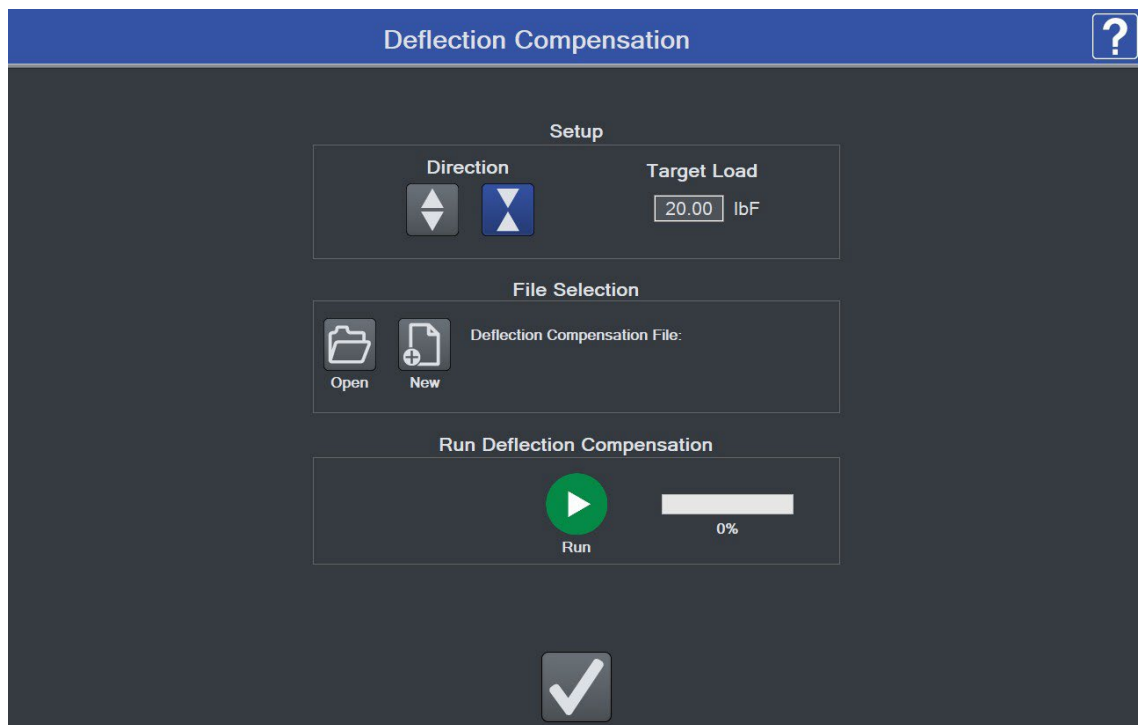 Deflection Compensation
?
Setup
Direction
Target Load
20.00 lbF
File Selection
Deflection Compensation File:
Open
New
Run Deflection Compensation
Run
0%